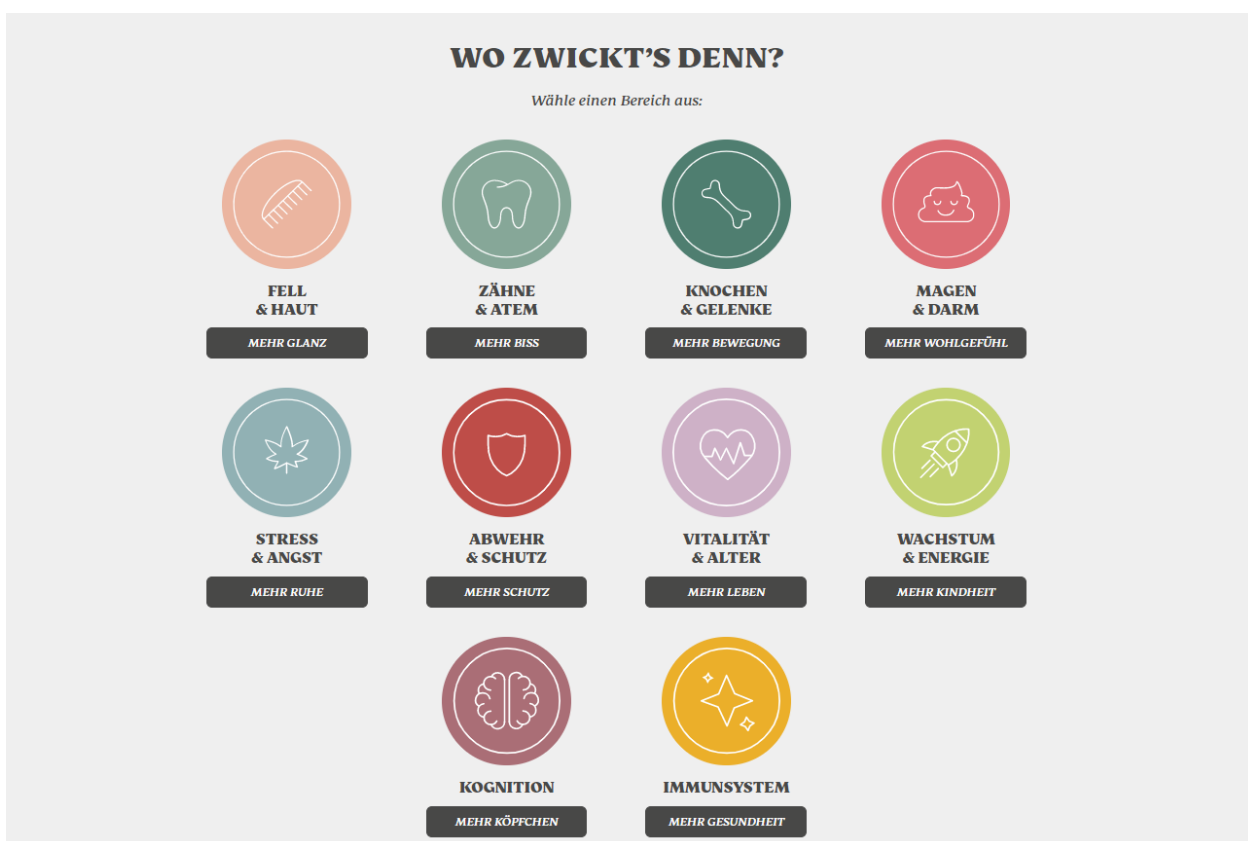 WO ZWICKT'S DENN?
Wähle einen Bereich aus:
FELL
& HAUT
MEHR GLANZ
ZÄHNE
& ATEM
MEHR BISS
KNOCHEN
& GELENKE
MEHR BEWEGUNG
MAGEN
& DARM
MEHR WOHLGEFÜHL
STRESS
& ANGST
MEHR RUHE
ABWEHR
& SCHUTZ
MEHR SCHUTZ
VITALITÄT
& ALTER
MEHR LEBEN
WACHSTUM
& ENERGIE
MEHR KINDHEIT
KOGNITION
MEHR KÖPFCHEN
IMMUNSYSTEM
MEHR GESUNDHEIT